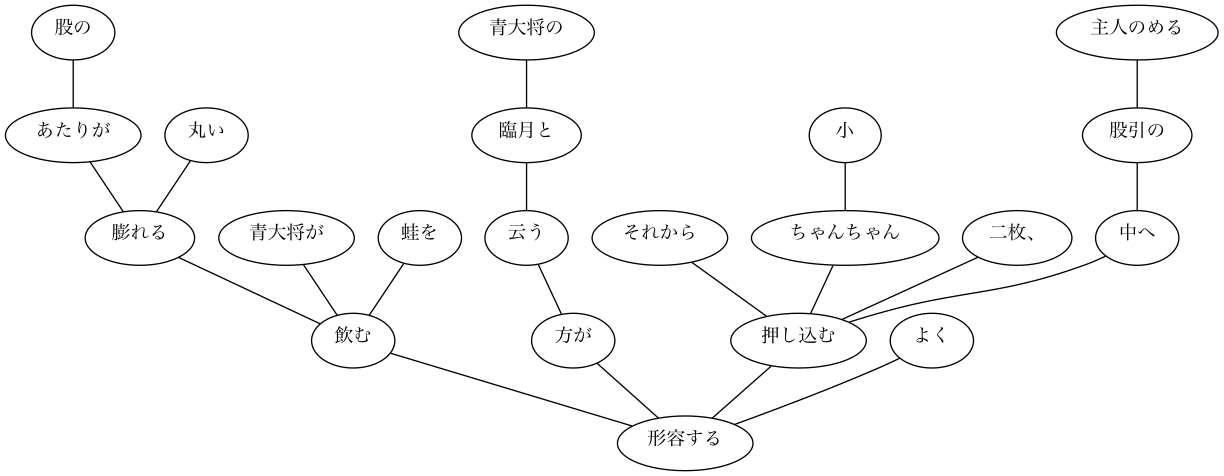 股の
青大将の
主人のめる
あたりが
丸い
臨月と
小
股引の
膨れる
青大将が
蛙を
云う
それから
ちゃんちゃん
二枚、
中へ
飲む
方が
押し込む
よく
形容する